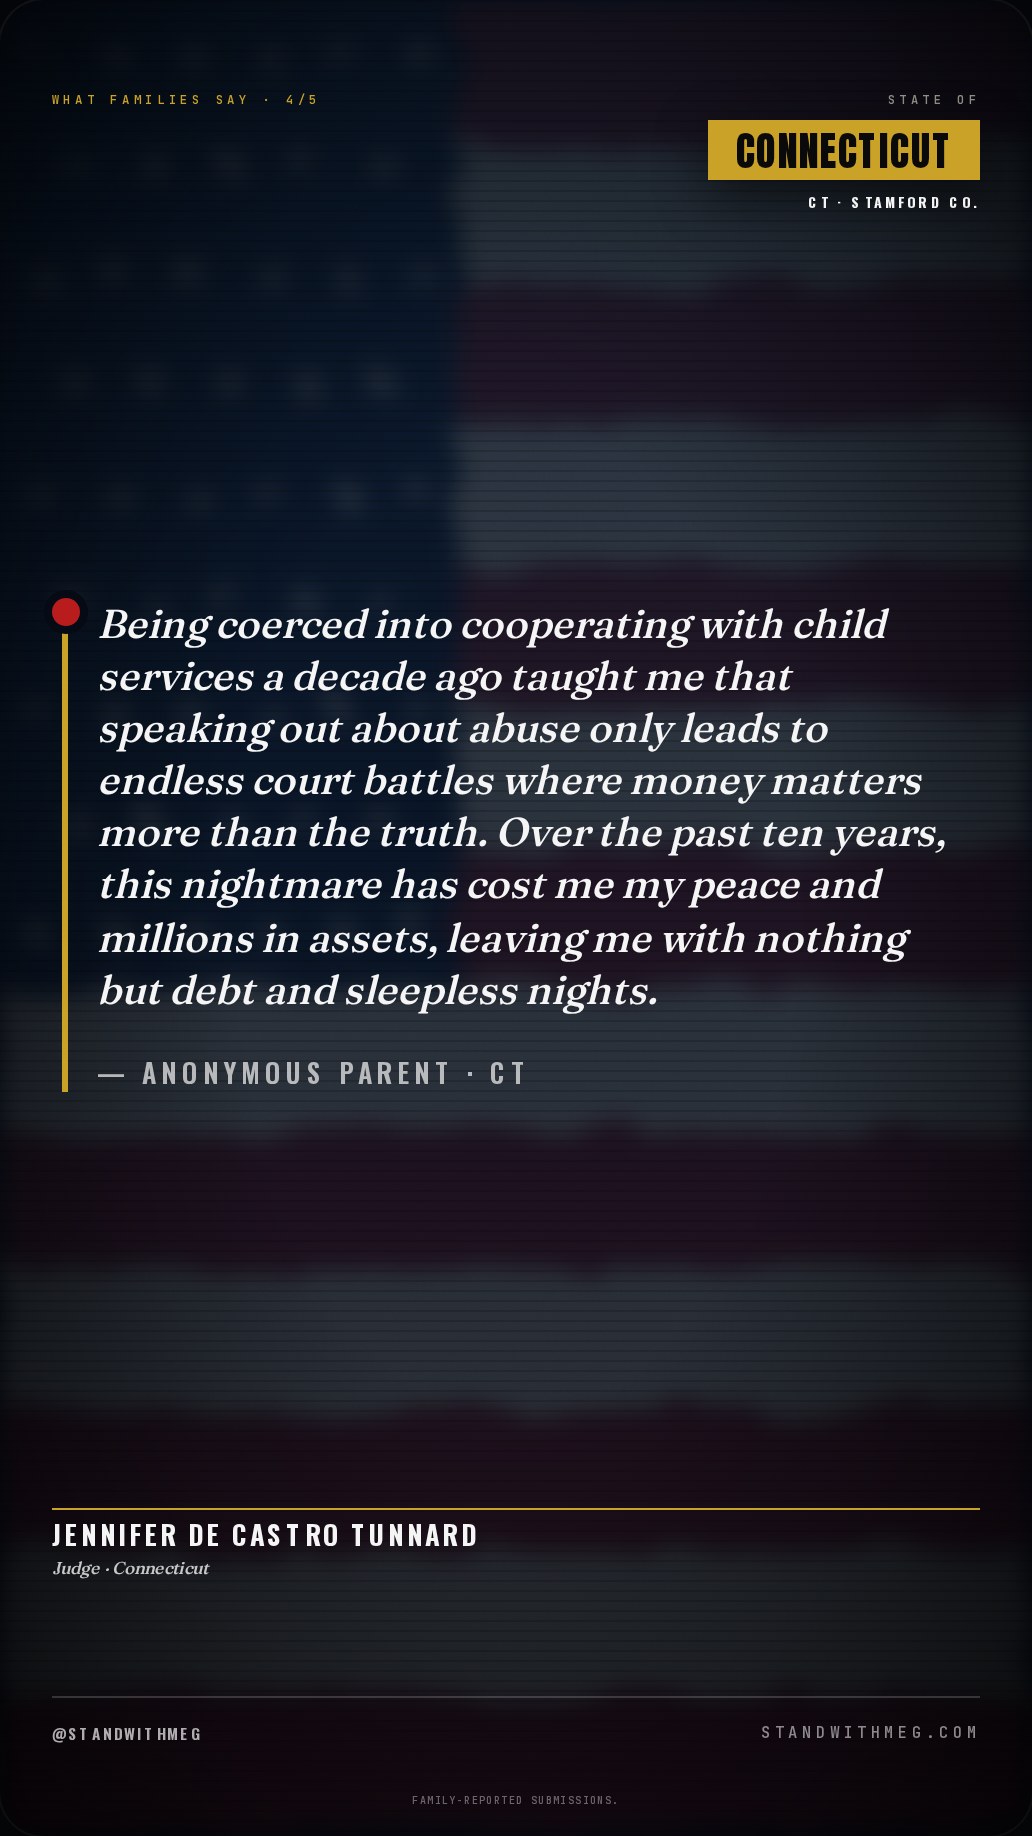 WHAT FAMILIES SAY · 4/5
STATE OF
CONNECTICUT
CT · STAMFORD CO.
Being coerced into cooperating with child
services a decade ago taught me that
speaking out about abuse only leads to
endless court battles where money matters
more than the truth. Over the past ten years,
this nightmare has cost me my peace and
millions in assets, leaving me with nothing
but debt and sleepless nights.
— ANONYMOUS PARENT · CT
JENNIFER DE CASTRO TUNNARD
Judge · Connecticut
@STANDWITHMEG
STANDWITHMEG.COM
FAMILY-REPORTED SUBMISSIONS.